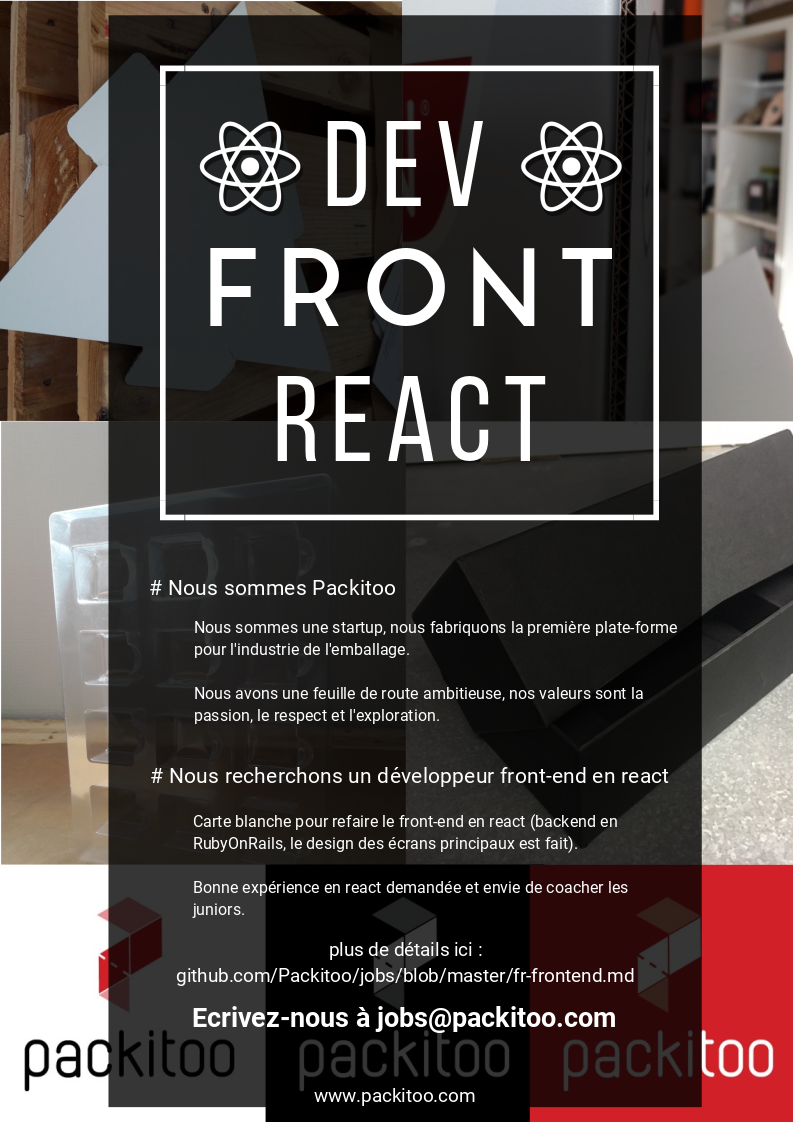 DEV
FRONT
REACT
# Nous sommes Packitoo
Nous sommes une startup, nous fabriquons la première plate-forme
pour l'industrie de l'emballage.
Nous avons une feuille de route ambitieuse, nos valeurs sont la
passion, le respect et l'exploration.
# Nous recherchons un développeur front-end en react
Carte blanche pour refaire le front-end en react (backend en
RubyOnRails, le design des écrans principaux est fait).
Bonne expérience en react demandée et envie de coacher les
juniors.
plus de détails ici :
github.com/Packitoo/jobs/blob/master/fr-frontend.md
Ecrivez-nous à jobs@packitoo.com
packitoo packitoo packitoo
www.packitoo.com